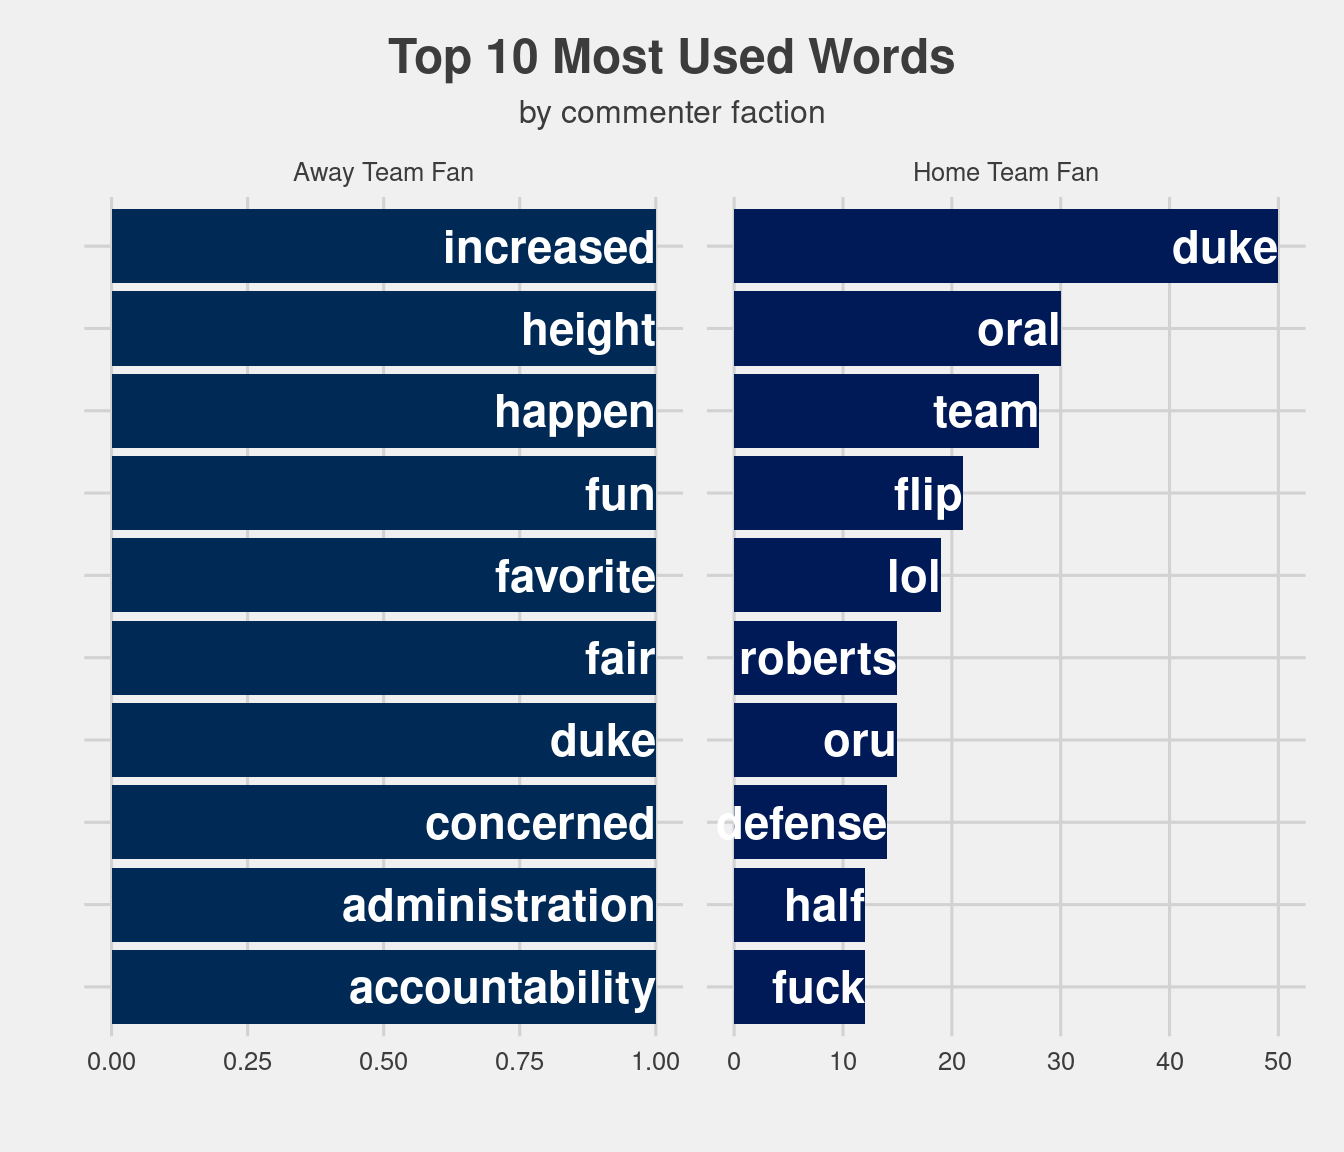 Top 10 Most Used Words
by commenter faction
Away Team Fan
increased
height
happen
fun
favorite
fair
duke
concerned
administration
accountability
0.00 0.25 0.50 0.75 1.00
Home Team Fan
duke
oral
team
flip
lol
roberts
oru
defense
half
fuck
0 10 20 30 40 50